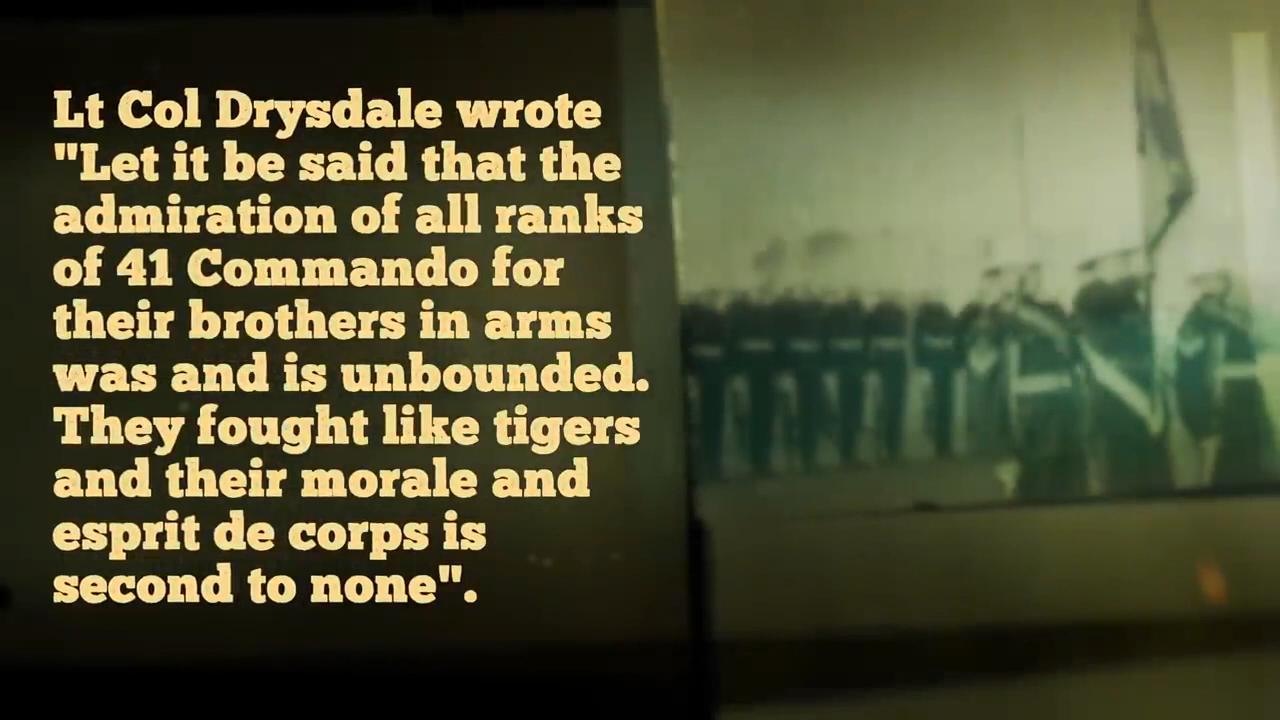 Lt Col Drysdale wrote
"Let it be said that the
admiration of all ranks
of 41 Commando for
their brothers in arms
was and is unbounded.
They fought like tigers
and their morale and
esprit de corps is
second to none".